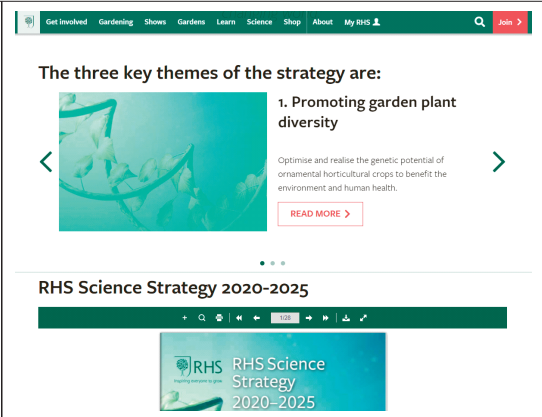 Get involved Gardening Shows Gardens Learn Science Shop About My RHS Join
The three key themes of the strategy are:
1. Promoting garden plant
diversity
Optimise and realise the genetic potential of
ornamental horticultural crops to benefit the
environment and human health.
READ MORE
RHS Science Strategy 2020-2025
1/28
RHS
Inspiring everyone to grow
RHS Science
Strategy
2020–2025